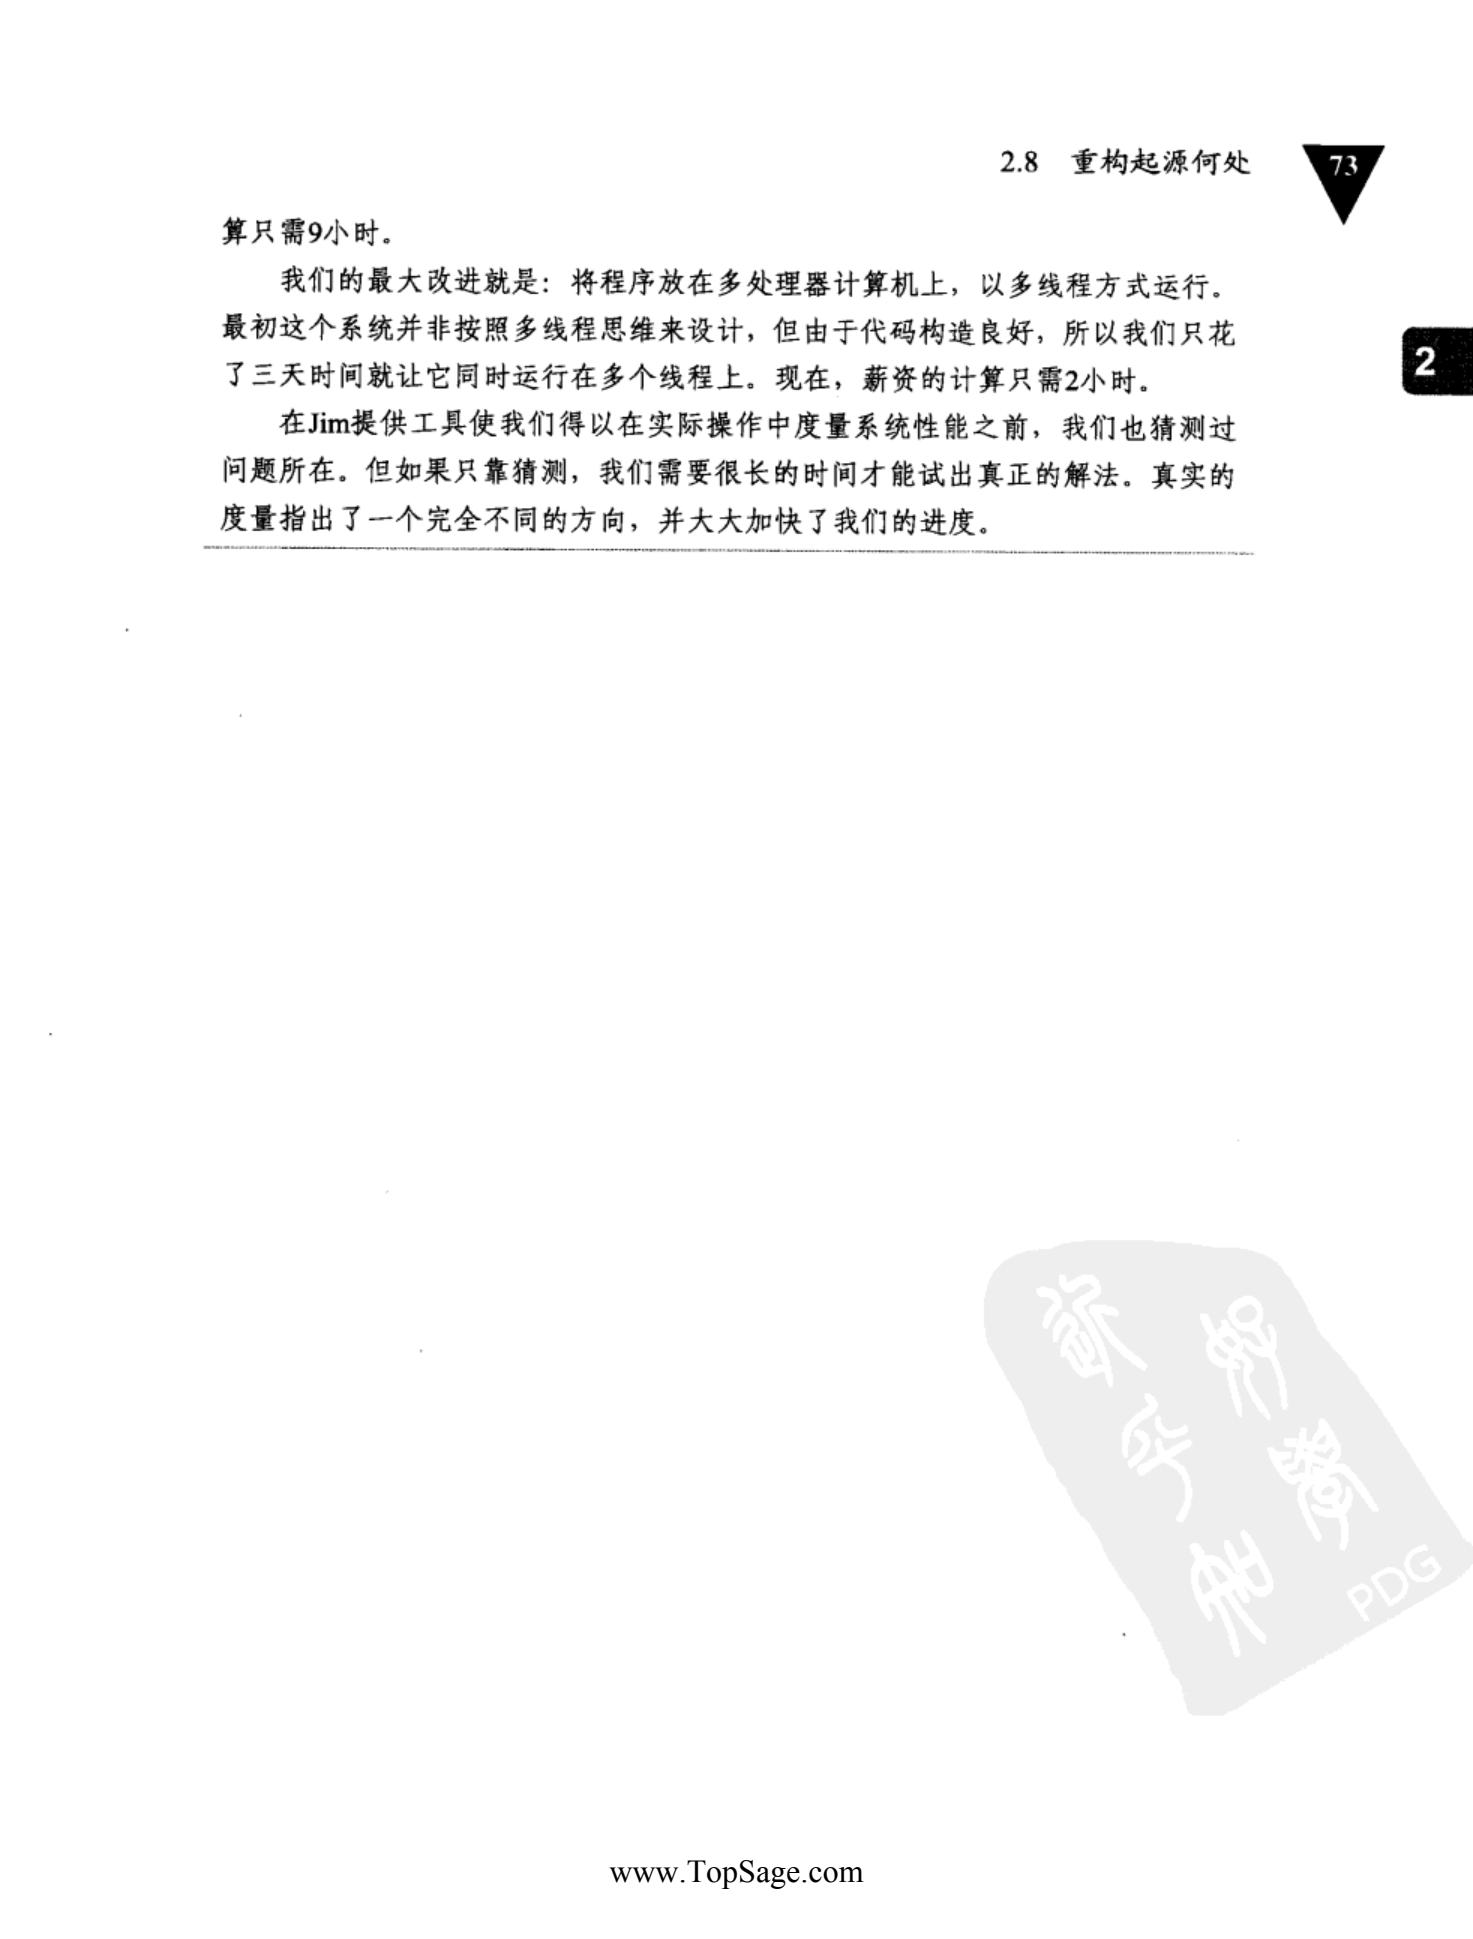 2.8 重构起源何处
73
算只需9小时。
我们的最大改进就是：将程序放在多处理器计算机上，以多线程方式运行。
最初这个系统并非按照多线程思维来设计，但由于代码构造良好，所以我们只花
了三天时间就让它同时运行在多个线程上。现在，薪资的计算只需2小时。
在Jim提供工具使我们得以在实际操作中度量系统性能之前，我们也猜测过
问题所在。但如果只靠猜测，我们需要很长的时间才能试出真正的解法。真实的
度量指出了一个完全不同的方向，并大大加快了我们的进度。
2
PDG
www.TopSage.com